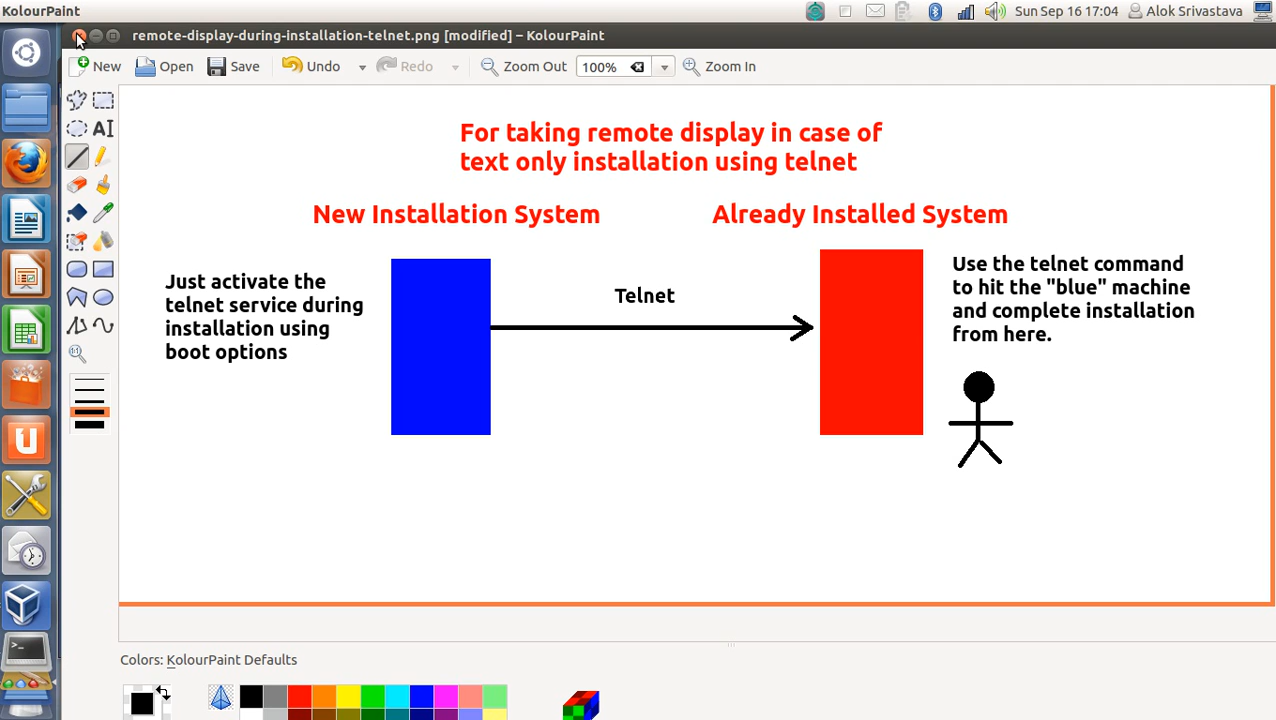 KolourPaint
Sun Sep 16 17:04
Alok Srivastava
remote-display-during-installation-telnet.png [modified] – KolourPaint
New
Open
Save
Undo
Redo
Zoom Out
100%
Zoom In
For taking remote display in case of
text only installation using telnet
New Installation System
Already Installed System
Just activate the
telnet service during
installation using
boot options
Telnet
Use the telnet command
to hit the "blue" machine
and complete installation
from here.
Colors: KolourPaint Defaults